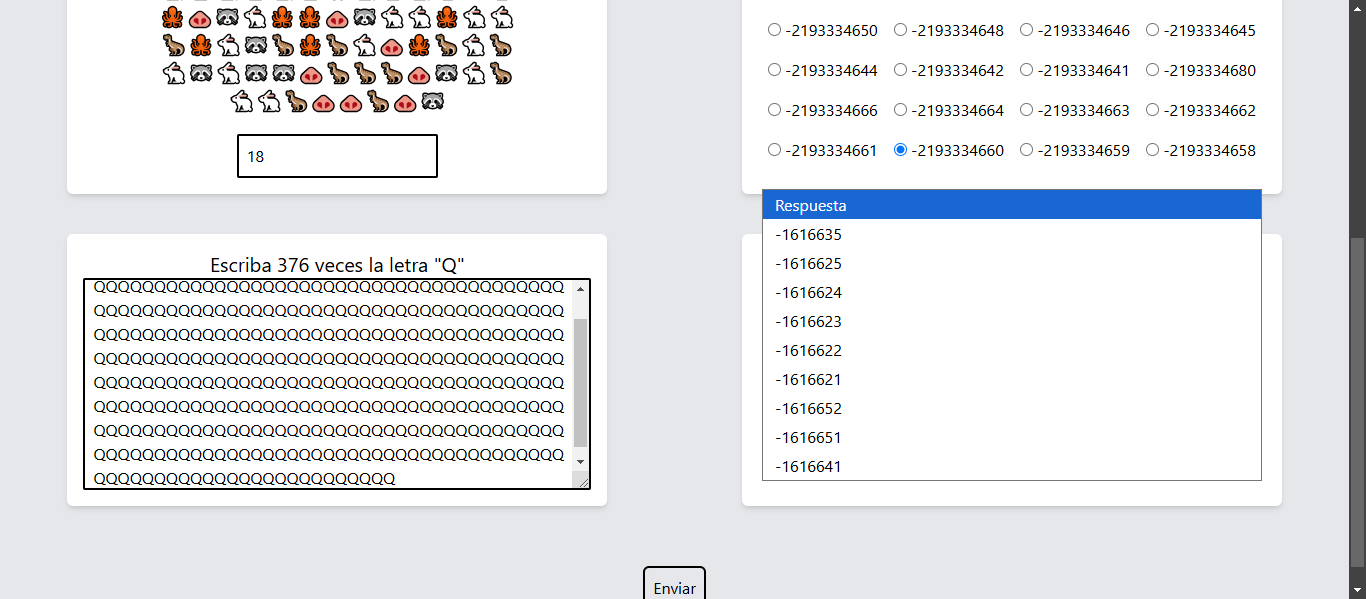 18
Escriba 376 veces la letra "Q"
QQQQQQQQQQQQQQQQQQQQQQQQQQQQQQQQQQQQQQQ
QQQQQQQQQQQQQQQQQQQQQQQQQQQQQQQQQQQQQQQ
QQQQQQQQQQQQQQQQQQQQQQQQQQQQQQQQQQQQQQQ
QQQQQQQQQQQQQQQQQQQQQQQQQQQQQQQQQQQQQQQ
QQQQQQQQQQQQQQQQQQQQQQQQQQQQQQQQQQQQQQQ
QQQQQQQQQQQQQQQQQQQQQQQQQQQQQQQQQQQQQQQ
QQQQQQQQQQQQQQQQQQQQQQQQQQQQQQQQQQQQQQQ
QQQQQQQQQQQQQQQQQQQQQQQQQQQQQQQQQQQQQQQ
QQQQQQQQQQQQQQQQQQQQQQQQQ
-2193334650 -2193334648 -2193334646 -2193334645
-2193334644 -2193334642 -2193334641 -2193334680
-2193334666 -2193334664 -2193334663 -2193334662
-2193334661 -2193334660 -2193334659 -2193334658
Respuesta
-1616635
-1616625
-1616624
-1616623
-1616622
-1616621
-1616652
-1616651
-1616641
Enviar